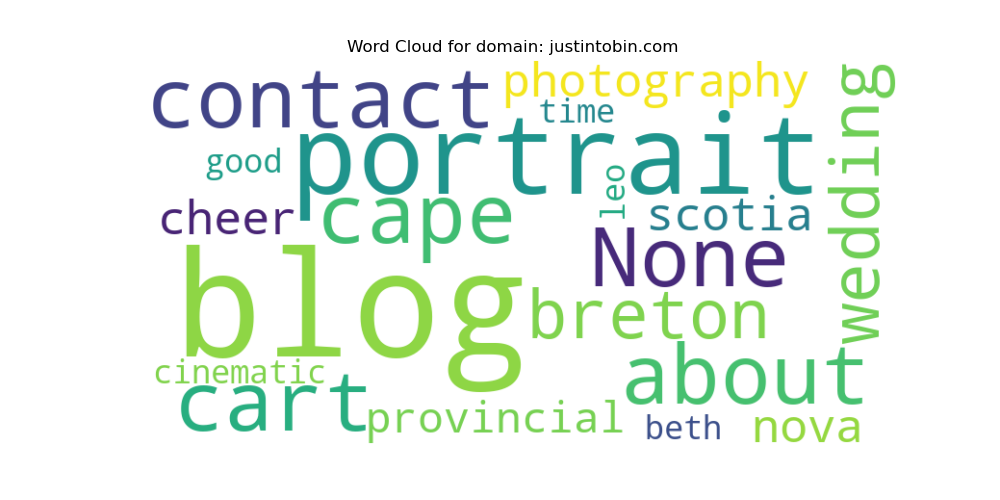 Word Cloud for domain: justintobin.com
contact
photography
time
portrait
good
leo
wedding
cheer
cape
scotia
None
blog
breton
about
cinematic
cart
provincial
beth
nova